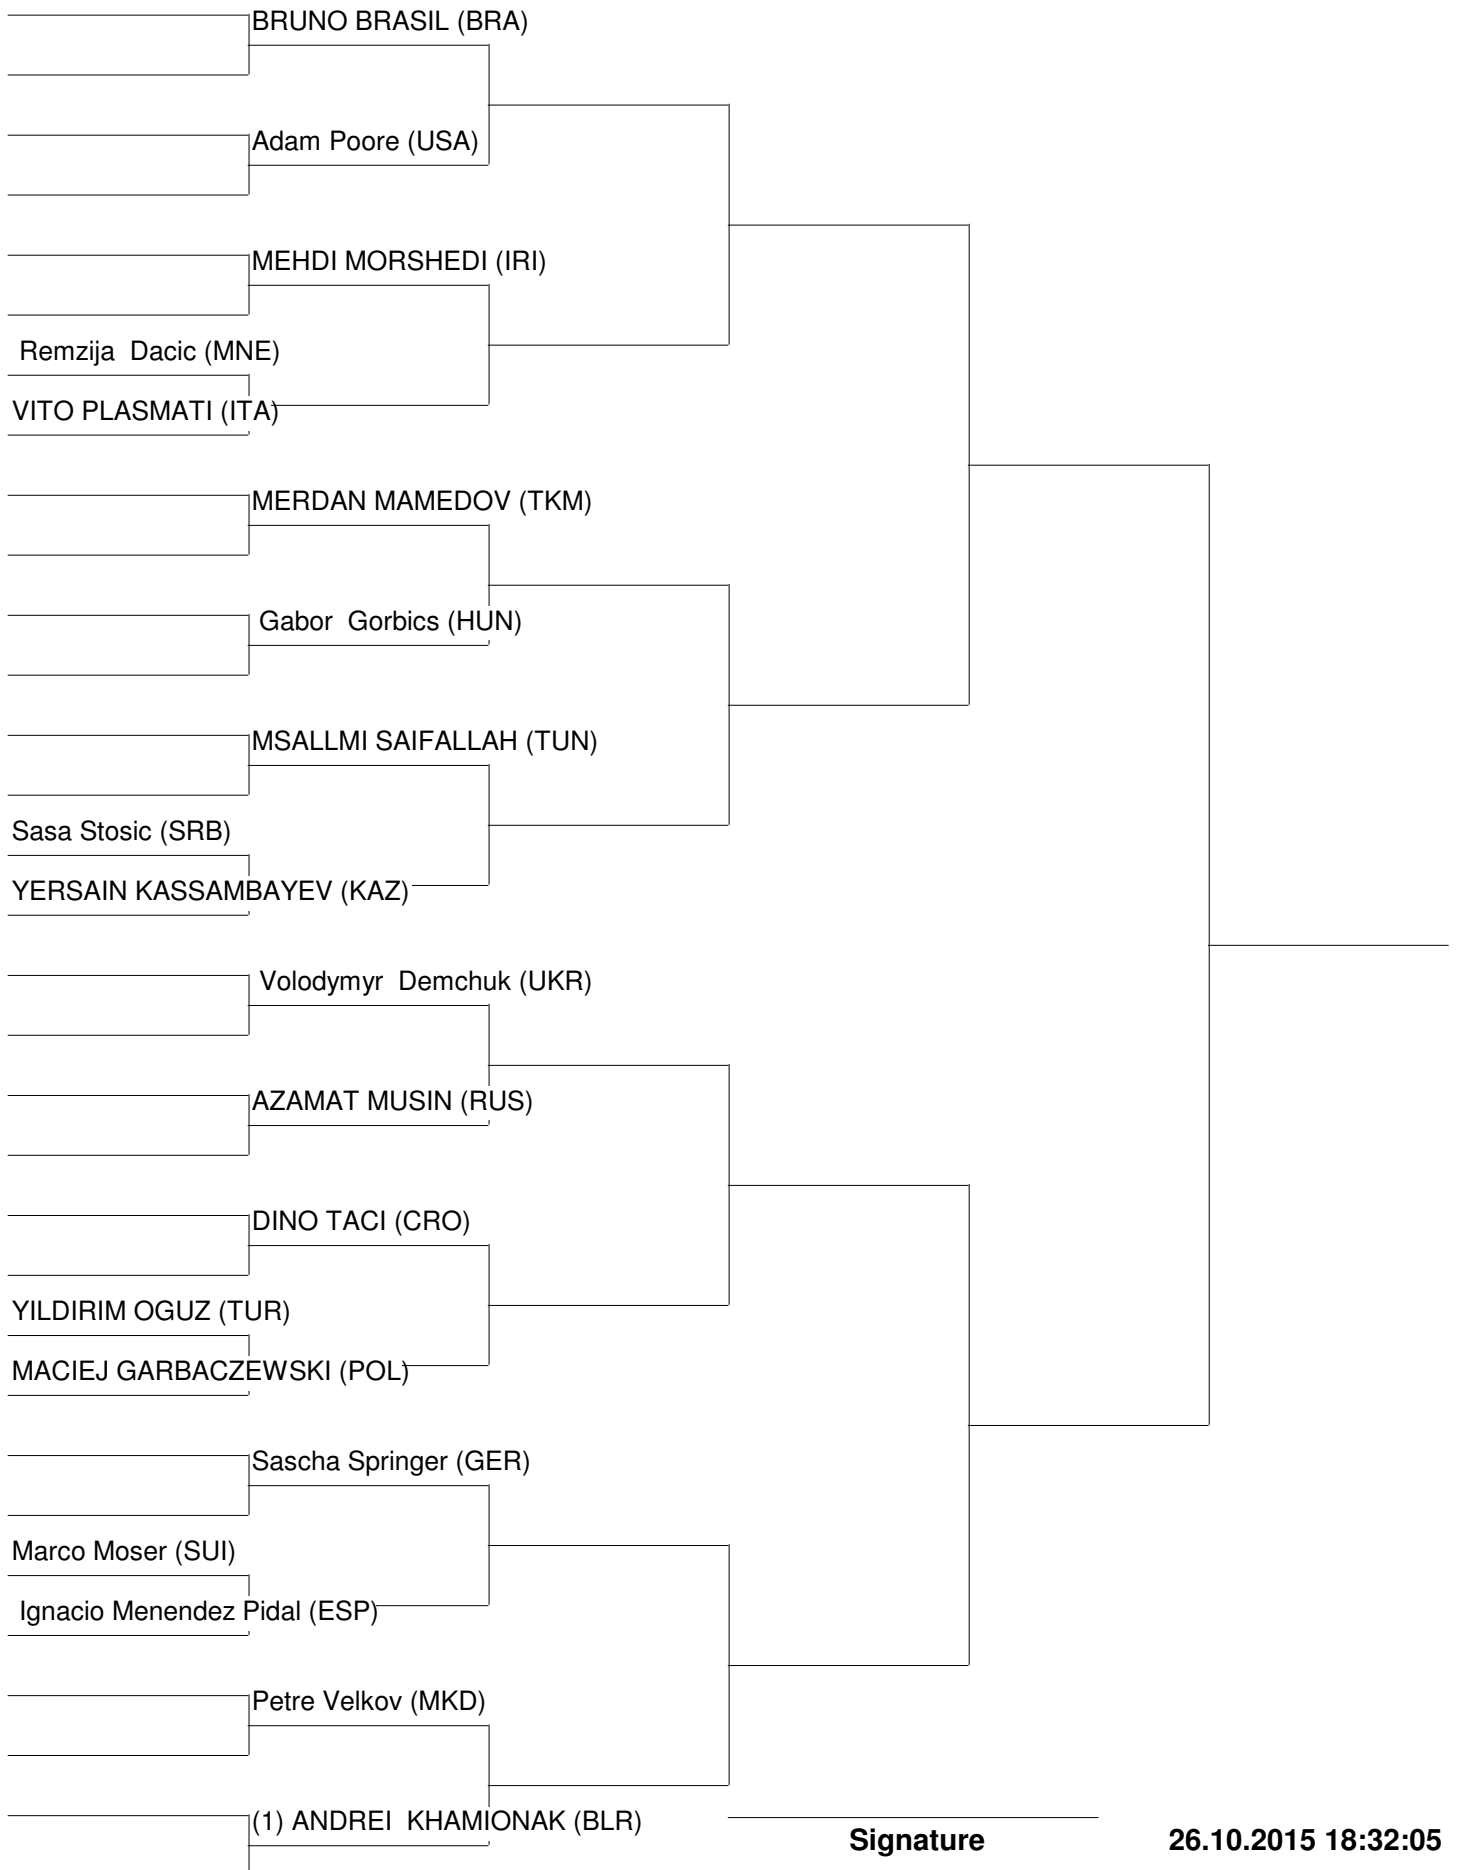 BRUNO BRASIL (BRA)
Adam Poore (USA)
MEHDI MORSHEDI (IRI)
Remzija  Dacic (MNE)
VITO PLASMATI (ITA)
MERDAN MAMEDOV (TKM)
Gabor  Gorbics (HUN)
MSALLMI SAIFALLAH (TUN)
Sasa Stosic (SRB)
YERSAIN KASSAMBAYEV (KAZ)
Volodymyr  Demchuk (UKR)
AZAMAT MUSIN (RUS)
DINO TACI (CRO)
YILDIRIM OGUZ (TUR)
MACIEJ GARBACZEWSKI (POL)
Sascha Springer (GER)
Marco Moser (SUI)
Ignacio Menendez Pidal (ESP)
Petre Velkov (MKD)
(1) ANDREI  KHAMIONAK (BLR)
Signature 26.10.2015 18:32:05